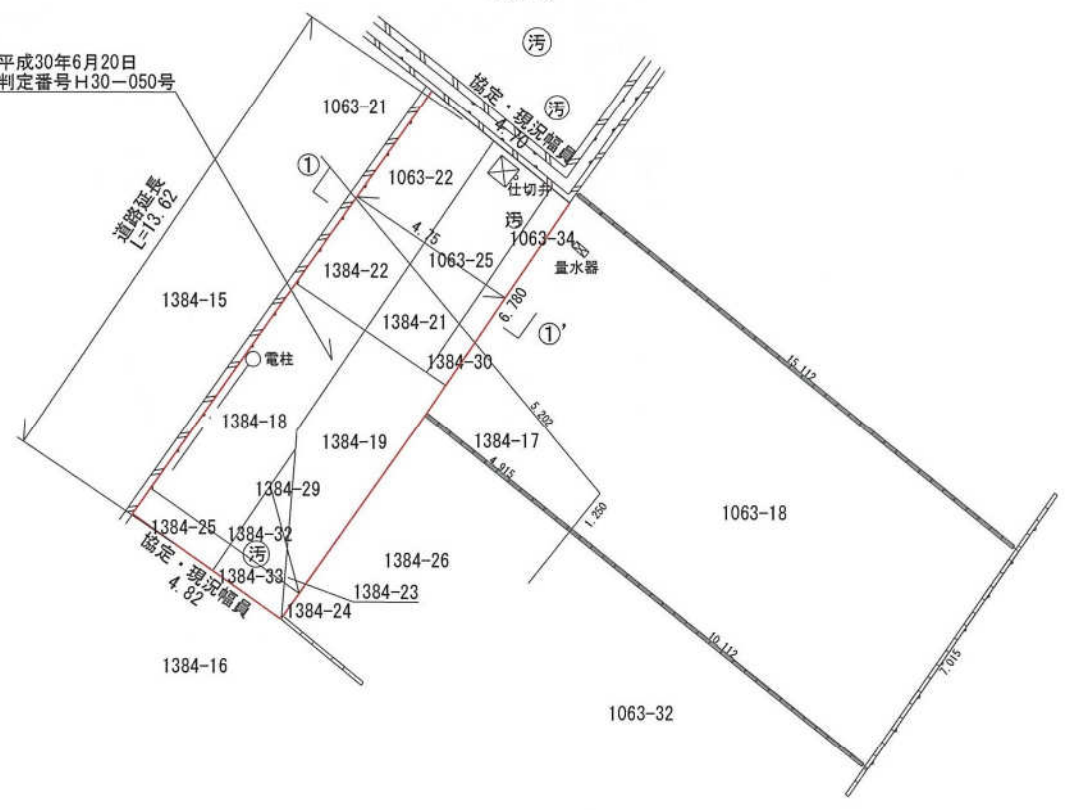 汚
平成30年6月20日
判定番号H30-050号
1063-21
協定・現況幅員
4.70
汚
①
1063-22
仕切弁
道路延長
L=13.62
汚
4.75
1063-34
1063-25
量水器
1384-22
1384-15
6.780
1384-21
①'
電柱
1384-30
15.112
5.202
1384-18
1384-19
1384-17
4.915
1384-29
1250
1063-18
1384-25
1384-32
汚
協定・現況幅員
4.82
1384-33
1384-26
1384-23
1384-24
10.112
7.015
1384-16
1063-32